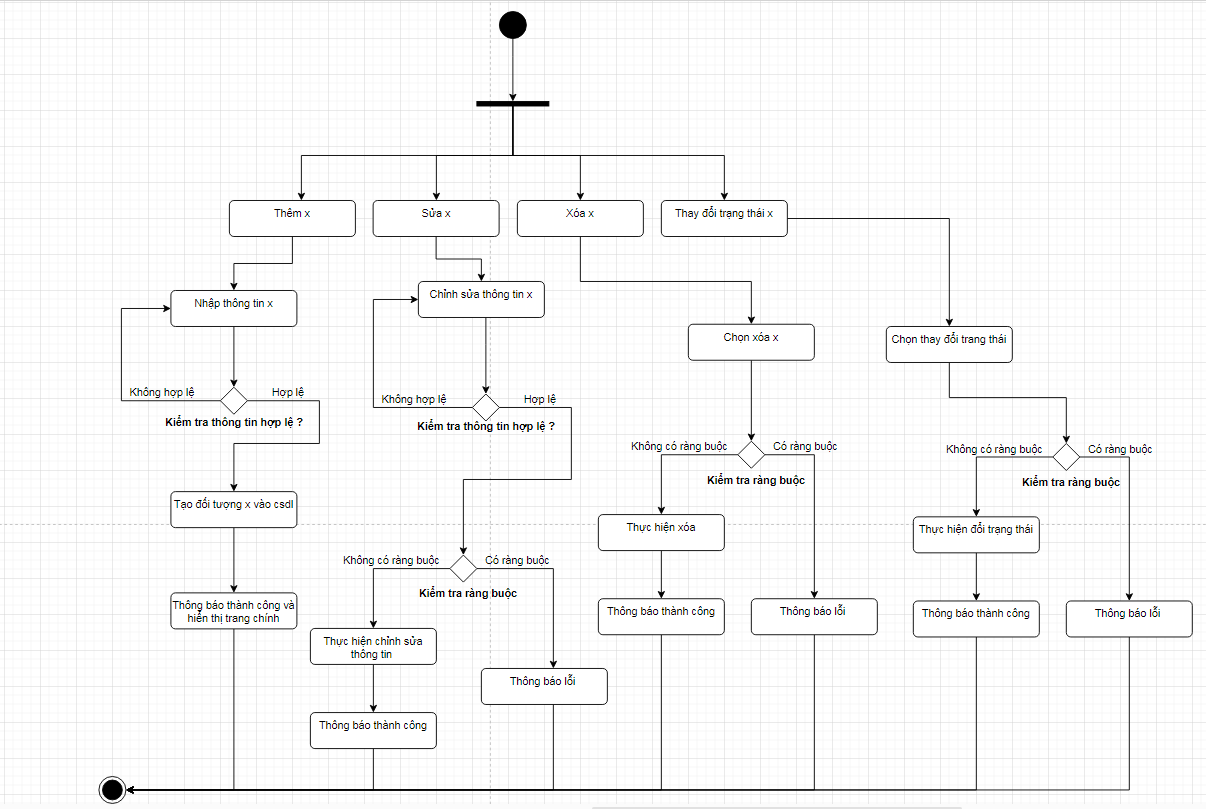 Thêm x
Sửa x
Xóa x
Thay đổi trạng thái x
Nhập thông tin x
Chỉnh sửa thông tin x
Chọn xóa x
Chọn thay đổi trang thái
Không hợp lệ
Hợp lệ
Kiểm tra thông tin hợp lệ ?
Không hợp lệ
Hợp lệ
Kiểm tra thông tin hợp lệ ?
Không có ràng buộc
Có ràng buộc
Kiểm tra ràng buộc
Không có ràng buộc
Có ràng buộc
Kiểm tra ràng buộc
Tạo đối tượng x vào csdl
Thực hiện xóa
Thực hiện đổi trạng thái
Không có ràng buộc
Có ràng buộc
Kiểm tra ràng buộc
Thông báo thành công và
hiển thị trang chính
Thông báo thành công
Thông báo lỗi
Thông báo thành công
Thông báo lỗi
Thực hiện chỉnh sửa
thông tin
Thông báo lỗi
Thông báo thành công